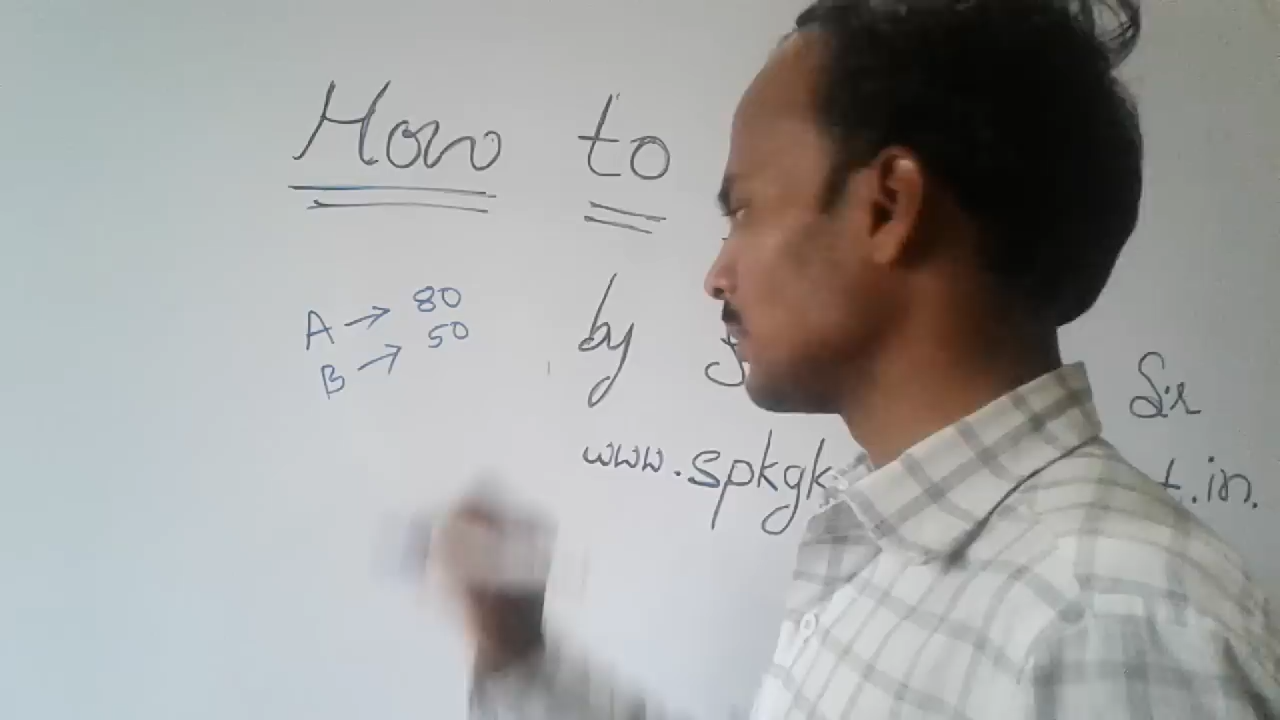 How to
A → 80
B → 50
by Sir
www.spkgk t.in.